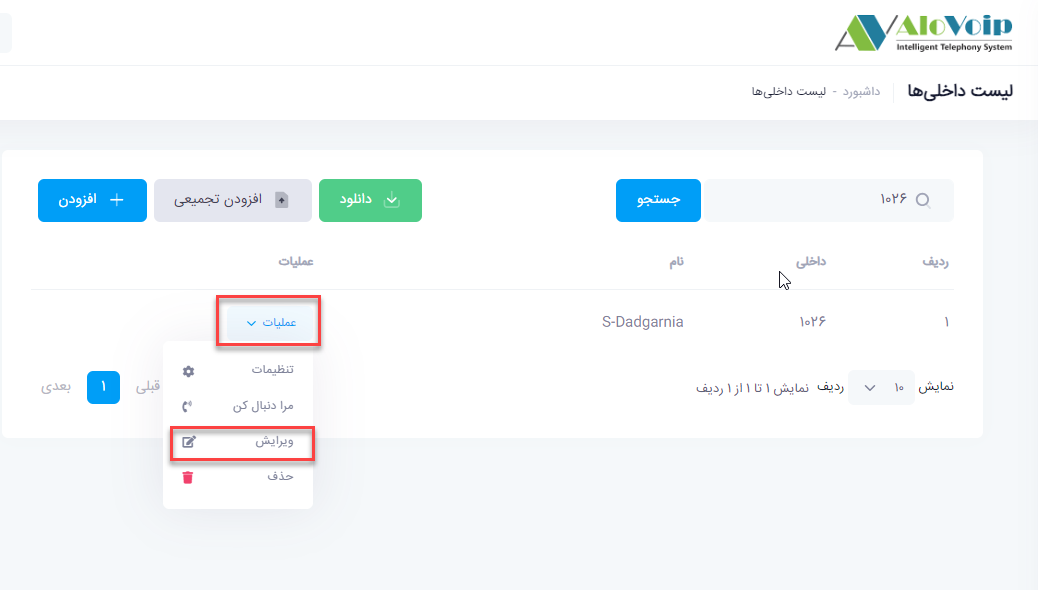 AloVoip
Intelligent Telephony System
لیست داخلی‌ها
داشبورد - لیست داخلی‌ها
۱۰۲۶
جستجو
دانلود
افزودن تجمیعی
افزودن
ردیف داخلی نام عملیات
۱ ۱۰۲۶ S-Dadgarnia عملیات
تنظیمات
مرا دنبال کن
ویرایش
حذف
نمایش ۱۰ ردیف نمایش ۱ تا ۱ از ۱ ردیف
قبلی ۱ بعدی